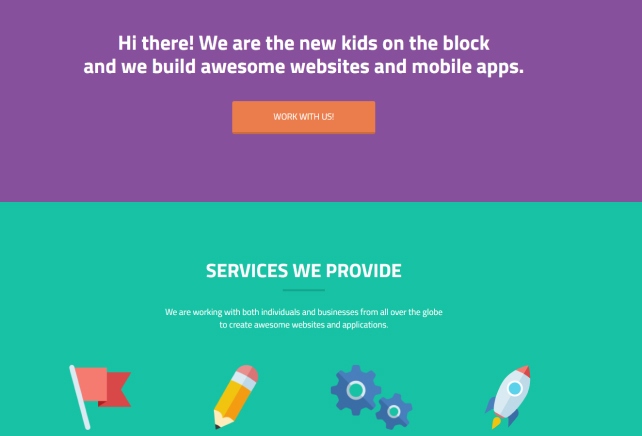 Hi there! We are the new kids on the block
and we build awesome websites and mobile apps.
WORK WITH US!
SERVICES WE PROVIDE
We are working with both individuals and businesses from all over the globe
to create awesome websites and applications.